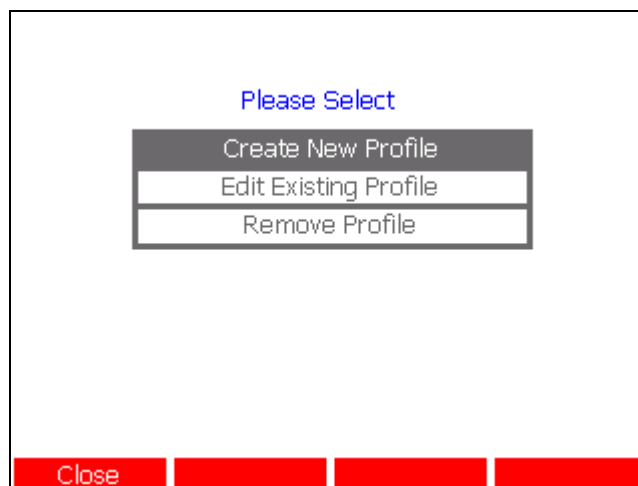 Please Select
Create New Profile
Edit Existing Profile
Remove Profile
Close